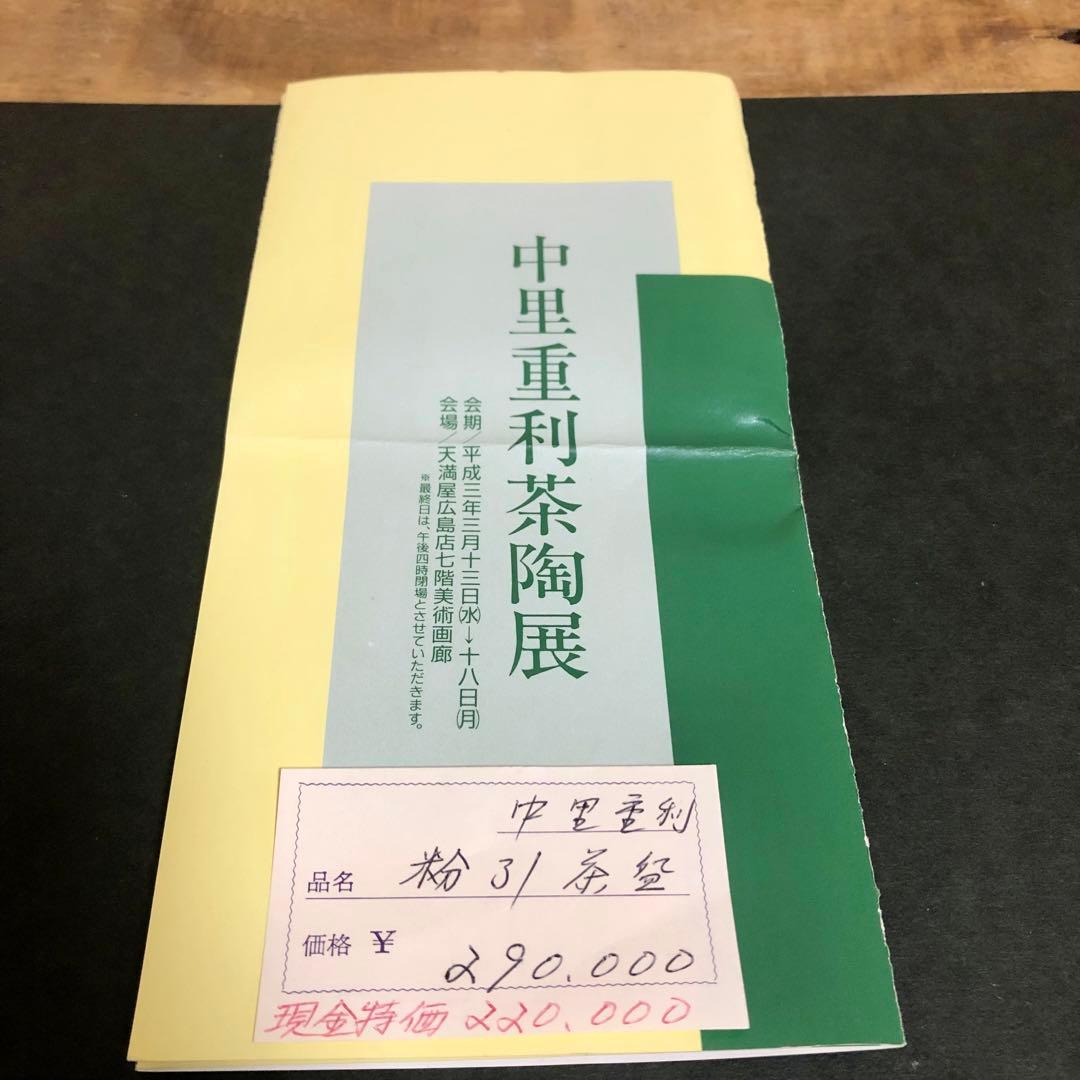 中里重利茶陶展
会期／平成三年三月十三日㈬→十八日㈪
会場／天満屋広島店七階美術画廊
※最終日は、午後四時閉場とさせていただきます。
中里重利
品名 粉引茶盌
価格 ¥ 290.000
現金特価 220.000